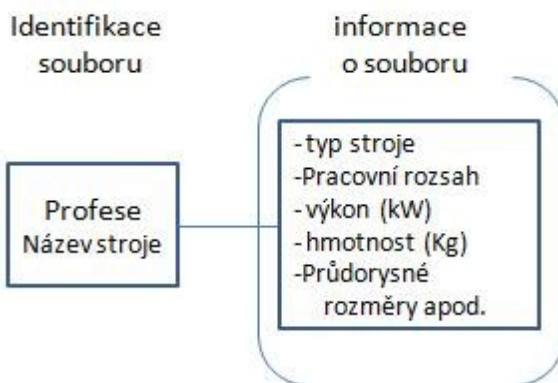 Identifikace
souboru
informace
o souboru
Profese
Název stroje
-typ stroje
-Pracovní rozsah
-výkon (kW)
-hmotnost (Kg)
-Průdorysné
rozměry apod.